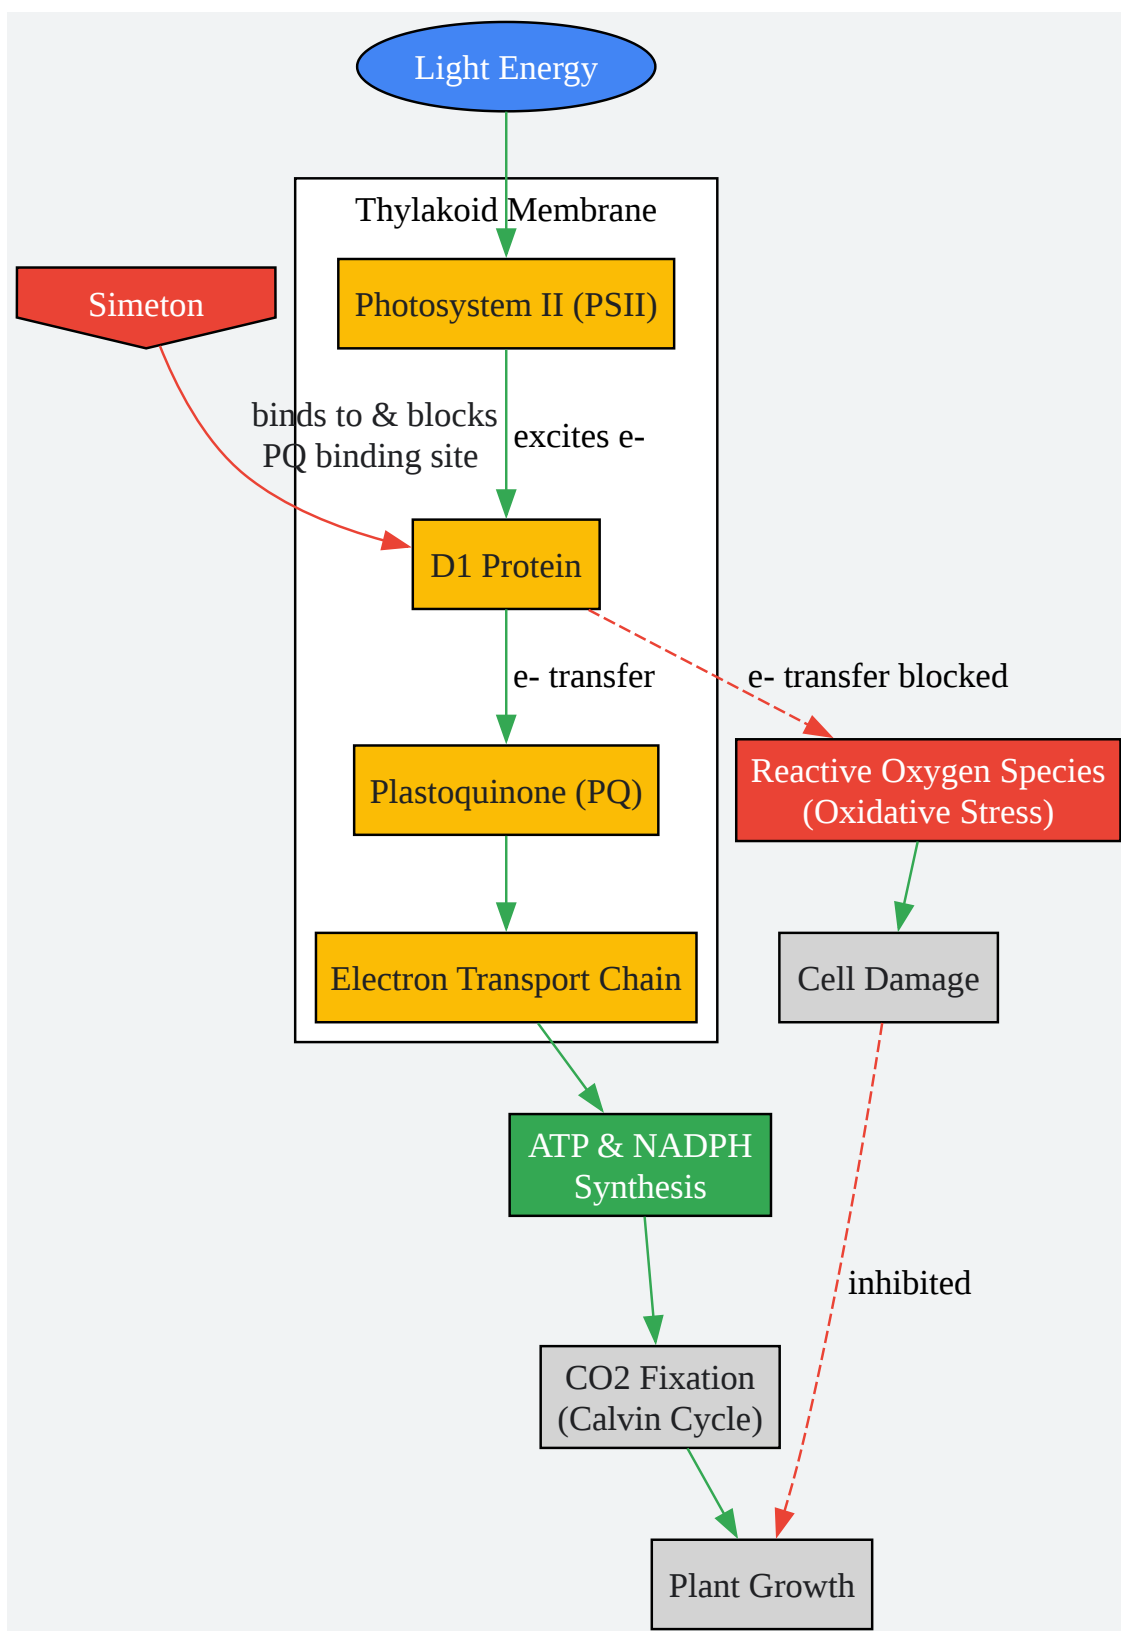 Light Energy
Thylakoid Membrane
Simeton
Photosystem II (PSII)
binds to & blocks
PQ binding site
excites e-
D1 Protein
e- transfer
e- transfer blocked
Plastoquinone (PQ)
Reactive Oxygen Species
(Oxidative Stress)
Electron Transport Chain
Cell Damage
ATP & NADPH
Synthesis
inhibited
CO2 Fixation
(Calvin Cycle)
Plant Growth